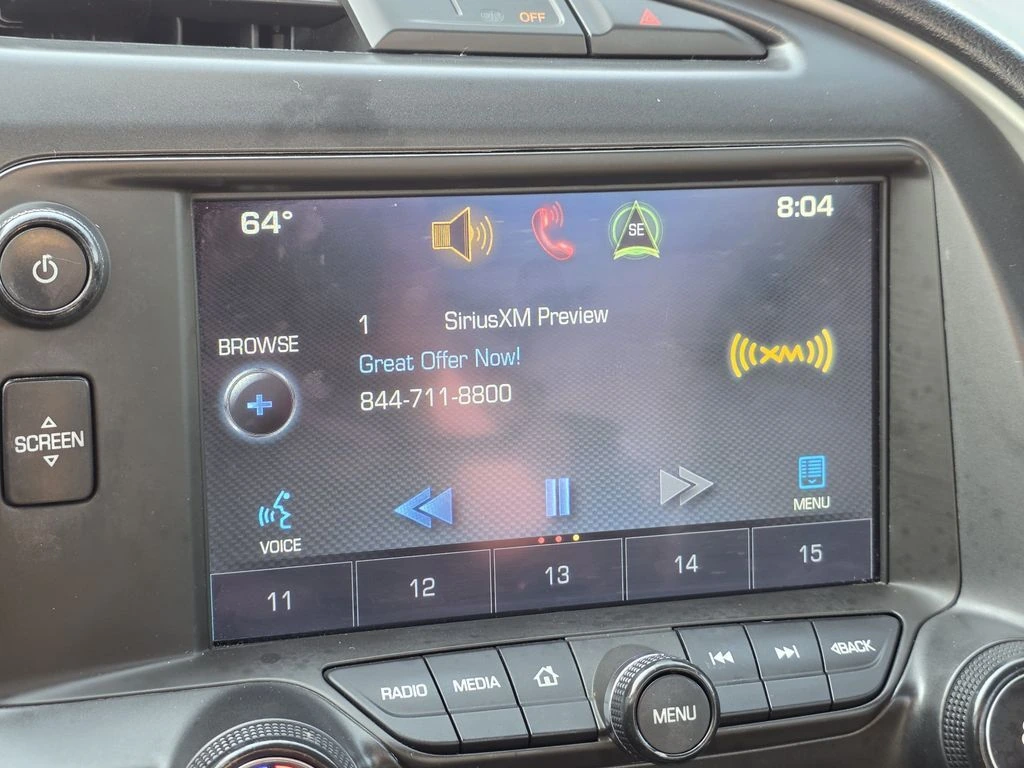 OFF
64°
SE
8:04
1 SiriusXM Preview
BROWSE
Great Offer Now!
844-711-8800
((( XM )))
SCREEN
VOICE
MENU
11 12 13 14 15
RADIO MEDIA MENU BACK